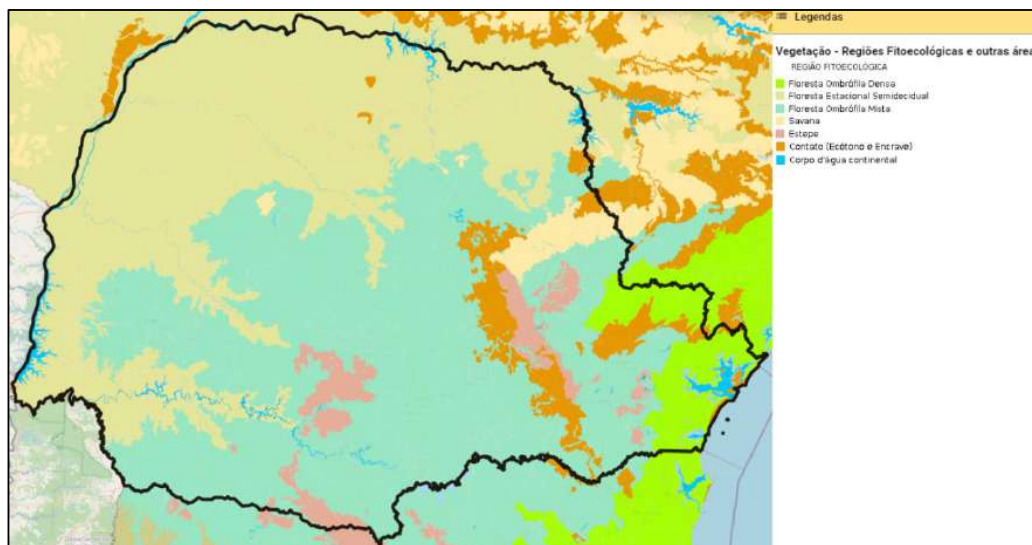 Legendas
Vegetação - Regiões Fitoecológicas e outras área
REGIÃO FITOECOLÓGICA
Floresta Ombrófila Densa
Floresta Estacional Semidecidual
Floresta Ombrófila Mista
Savana
Estepe
Contato (Ecótono e Encrave)
Corpo d'água continental